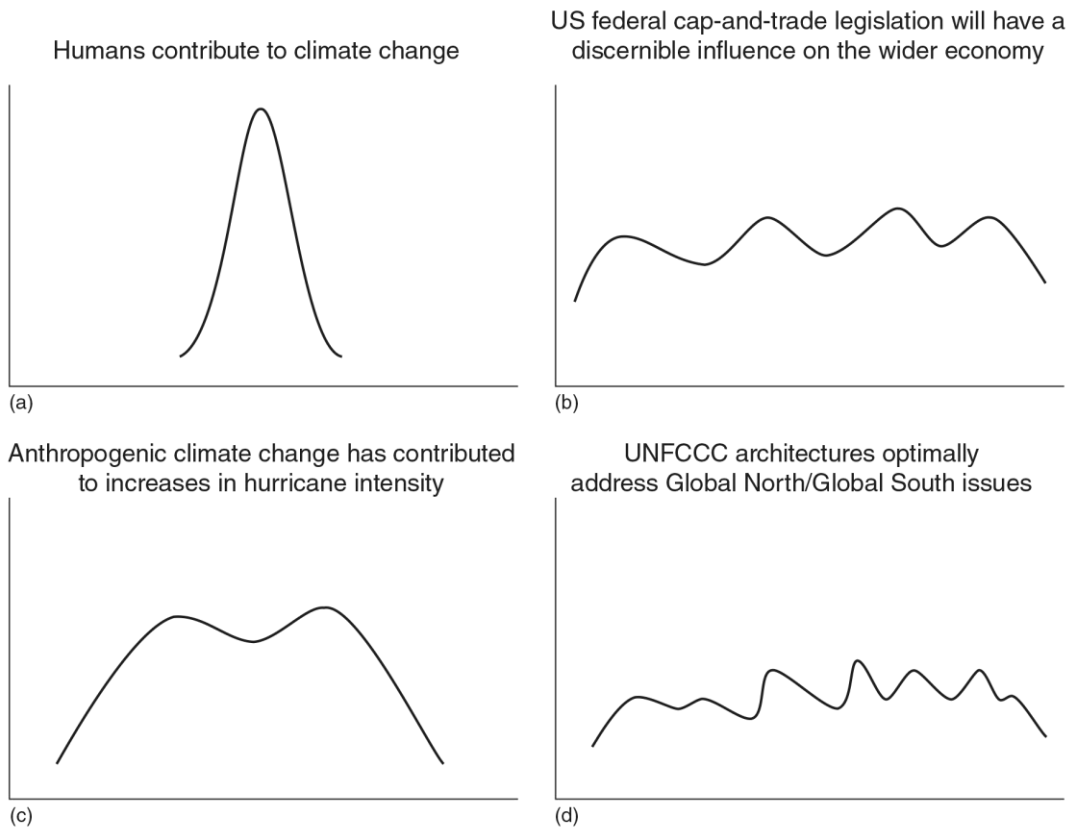 Humans contribute to climate change
(a)
US federal cap-and-trade legislation will have a
discernible influence on the wider economy
(b)
Anthropogenic climate change has contributed
to increases in hurricane intensity
(c)
UNFCCC architectures optimally
address Global North/Global South issues
(d)